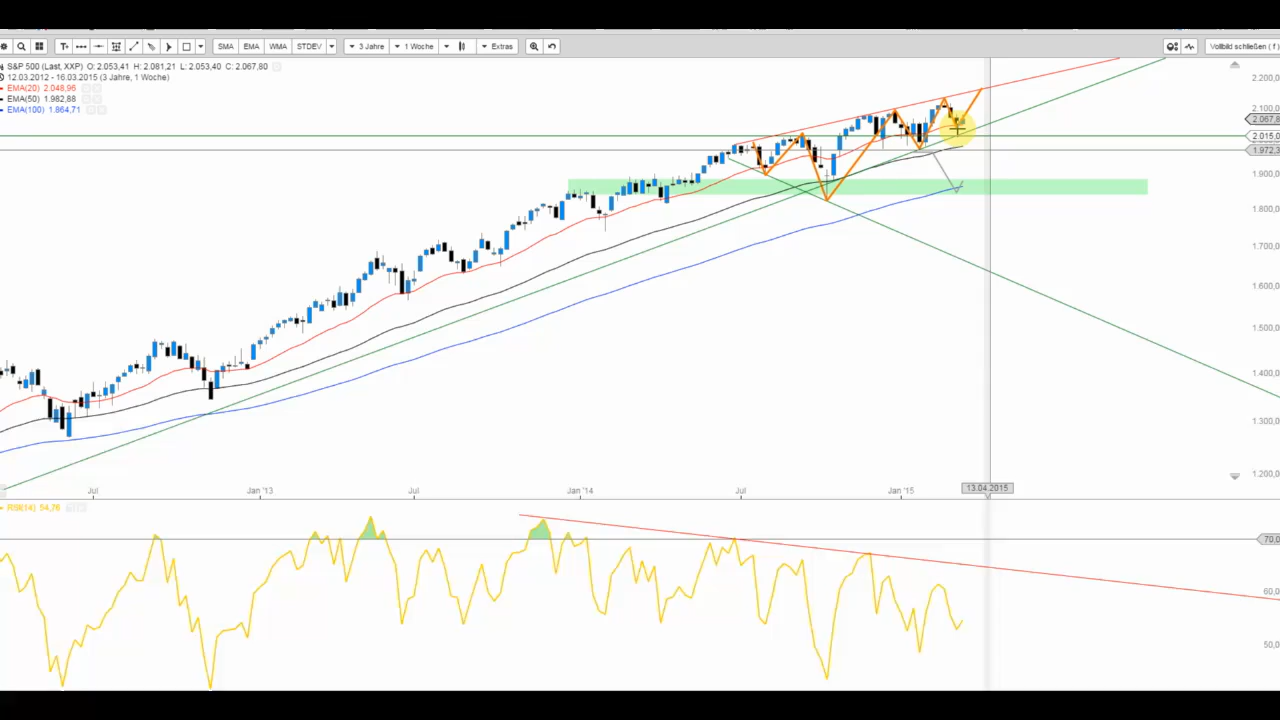 T SMA EMA WMA STDEV 3 Jahre 1 Woche Extras Vollbild schließen ( f )
S&P 500 (Last, XXP) O: 2.053,41 H: 2.081,21 L: 2.053,40 C: 2.067,80
12.03.2012 - 16.03.2015 (3 Jahre, 1 Woche)
EMA(20) 2.048,95
EMA(50) 1.982,88
EMA(100) 1.864,71
2.200,0
2.100,0
2.067,8
2.015,0
1.972,3
1.900,0
1.800,0
1.700,0
1.600,0
1.500,0
1.400,0
1.300,0
1.200,0
Jul Jan '13 Jul Jan '14 Jul Jan '15 13.04.2015
RSI(14) 54,76
70,0
60,0
50,0